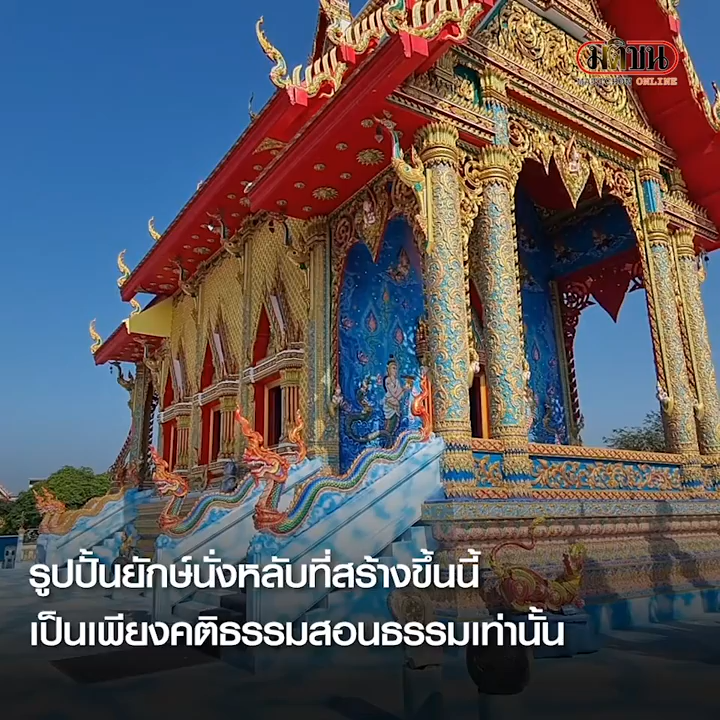 มติชน
MATICHON ONLINE
รูปปั้นยักษ์นั่งหลับที่สร้างขึ้นนี้
เป็นเพียงคติธรรมสอนธรรมเท่านั้น